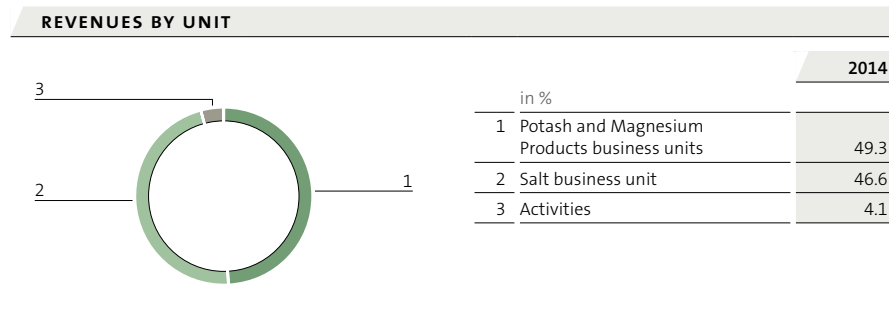 REVENUES BY UNIT
3
2
1
2014
in %
1 Potash and Magnesium
Products business units 49.3
2 Salt business unit 46.6
3 Activities 4.1